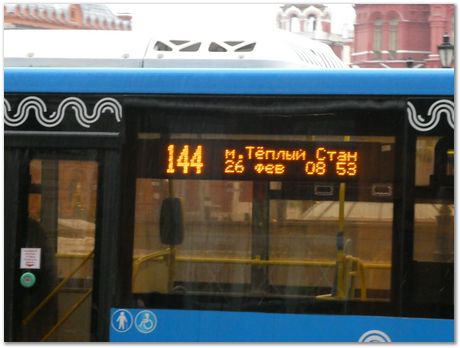 144
м.Тёплый Стан
26 фев 08 53